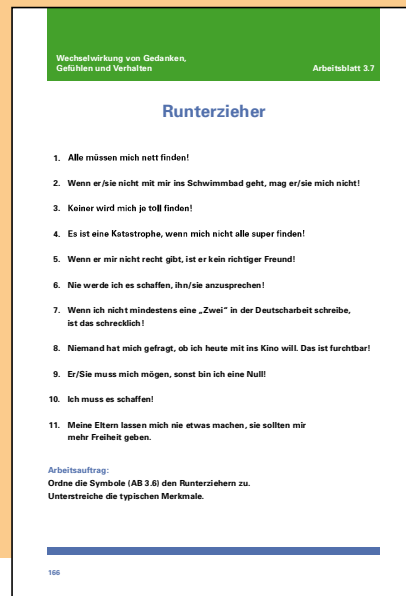 Wechselwirkung von Gedanken,
Gefühlen und Verhalten
Arbeitsblatt 3.7
Runterzieher
1. Alle müssen mich nett finden!
2. Wenn er/sie nicht mit mir ins Schwimmbad geht, mag er/sie mich nicht!
3. Keiner wird mich je toll finden!
4. Es ist eine Katastrophe, wenn mich nicht alle super finden!
5. Wenn er mir nicht recht gibt, ist er kein richtiger Freund!
6. Nie werde ich es schaffen, ihn/sie anzusprechen!
7. Wenn ich nicht mindestens eine „Zwei“ in der Deutscharbeit schreibe,
ist das schrecklich!
8. Niemand hat mich gefragt, ob ich heute mit ins Kino will. Das ist furchtbar!
9. Er/Sie muss mich mögen, sonst bin ich eine Null!
10. Ich muss es schaffen!
11. Meine Eltern lassen mich nie etwas machen, sie sollten mir
mehr Freiheit geben.
Arbeitsauftrag:
Ordne die Symbole (AB 3.6) den Runterziehern zu.
Unterstreiche die typischen Merkmale.
166